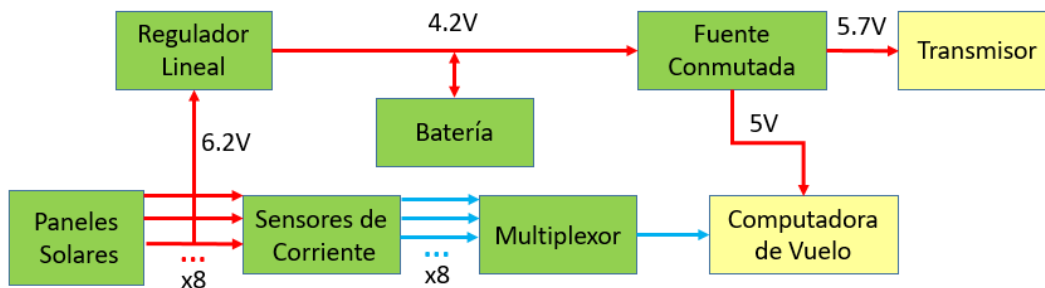 Regulador
Lineal
4.2V
Fuente
Conmutada
5.7V
Transmisor
Batería
6.2V
5V
Paneles
Solares
x8
Sensores de
Corriente
x8
Multiplexor
Computadora
de Vuelo